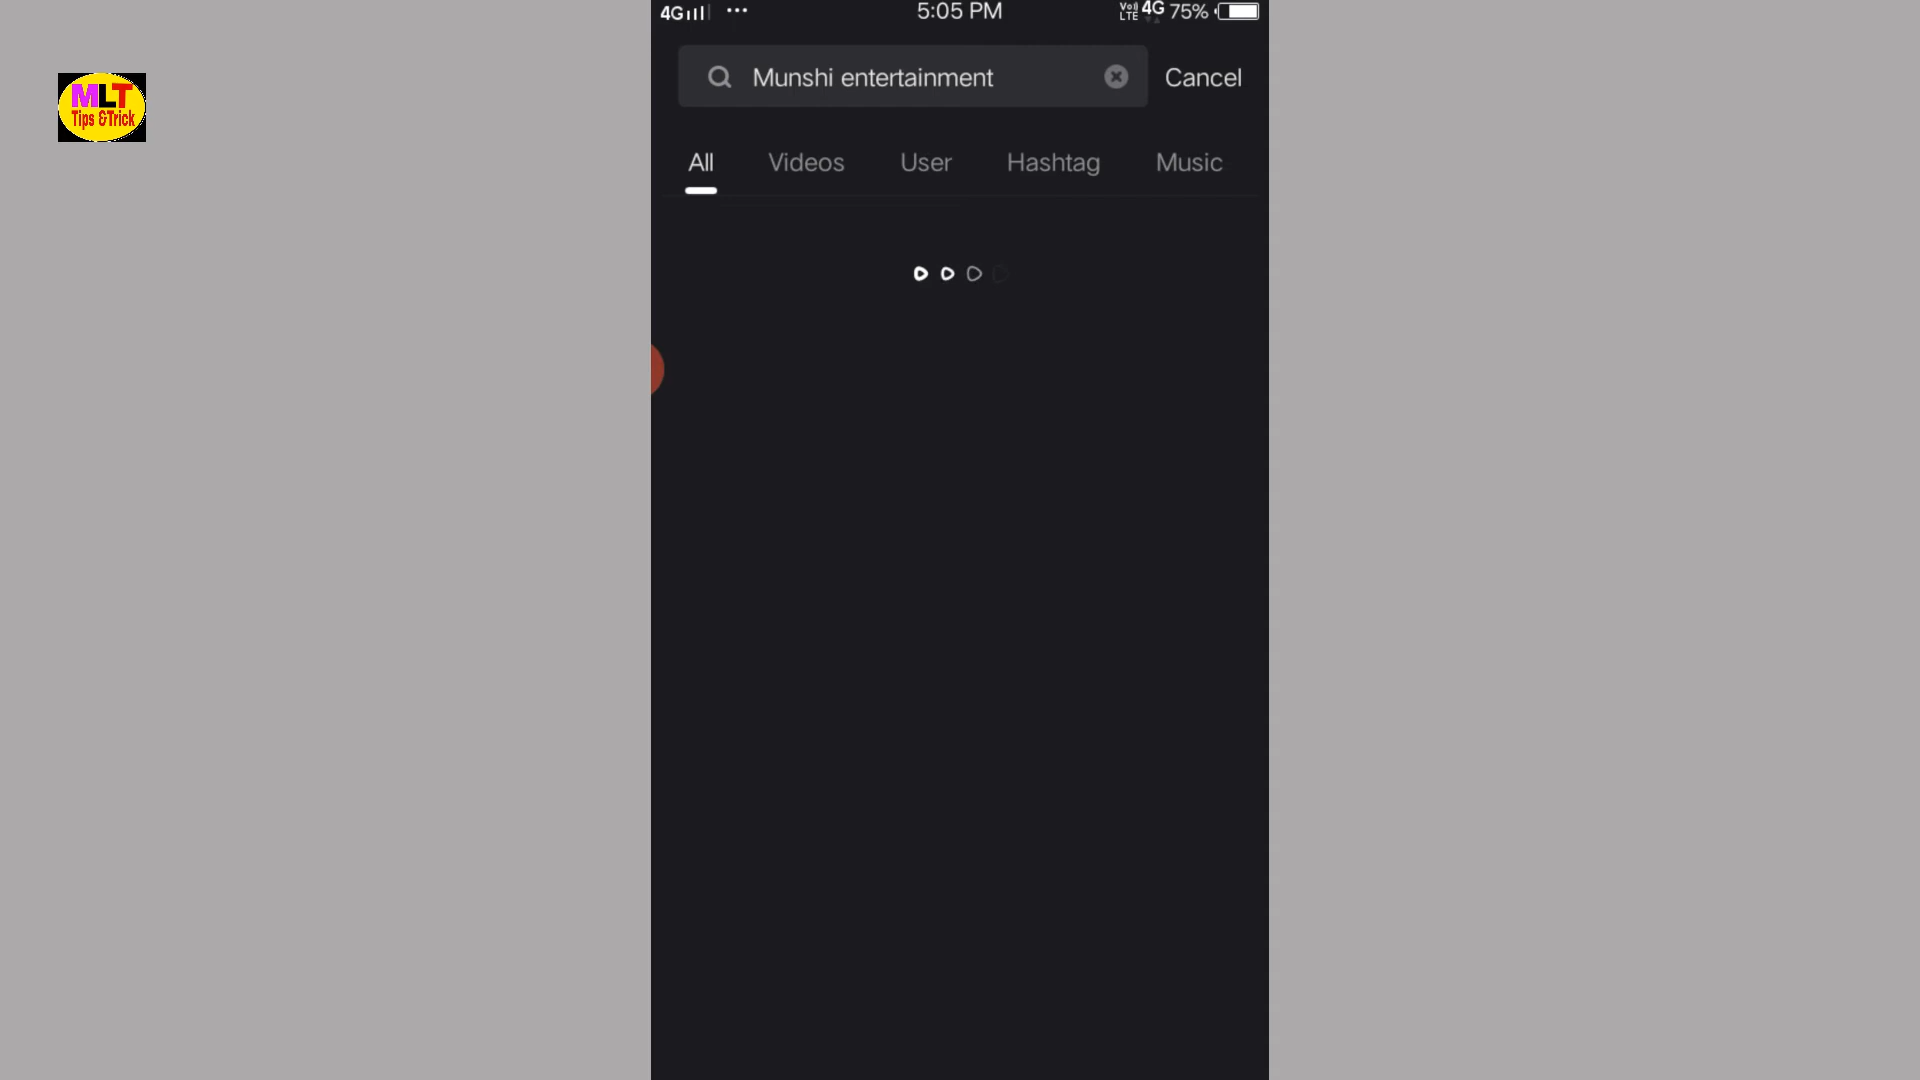 4G ... 5:05 PM VoLTE 4G 75%
MLT
Tips &Trick
Munshi entertainment Cancel
All Videos User Hashtag Music